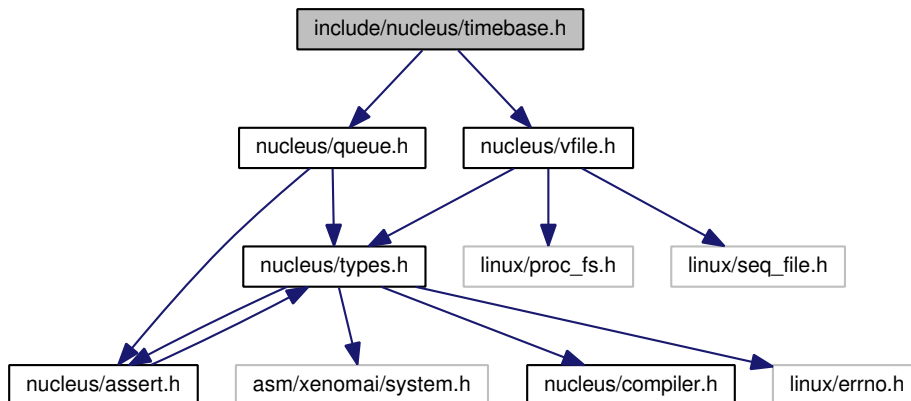 include/nucleus/timebase.h
nucleus/queue.h
nucleus/vfile.h
nucleus/types.h
linux/proc_fs.h
linux/seq_file.h
nucleus/assert.h
asm/xenomai/system.h
nucleus/compiler.h
linux/errno.h